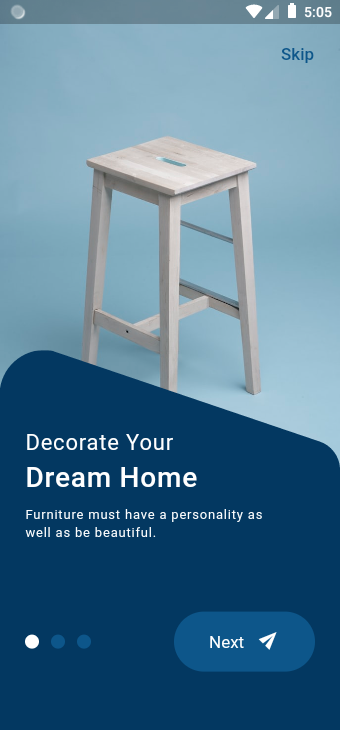 5:05
Skip
Decorate Your
Dream Home
Furniture must have a personality as
well as be beautiful.
Next